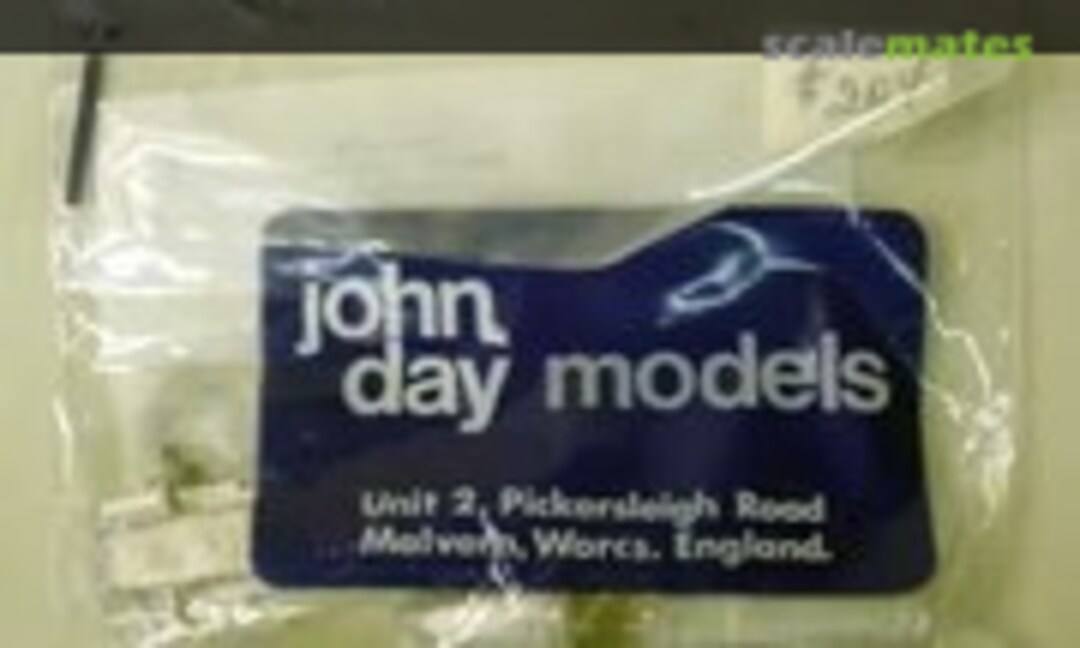 scalemates
john
day models
Unit 2, Pickersleigh Road
Malvern, Worcs. England.